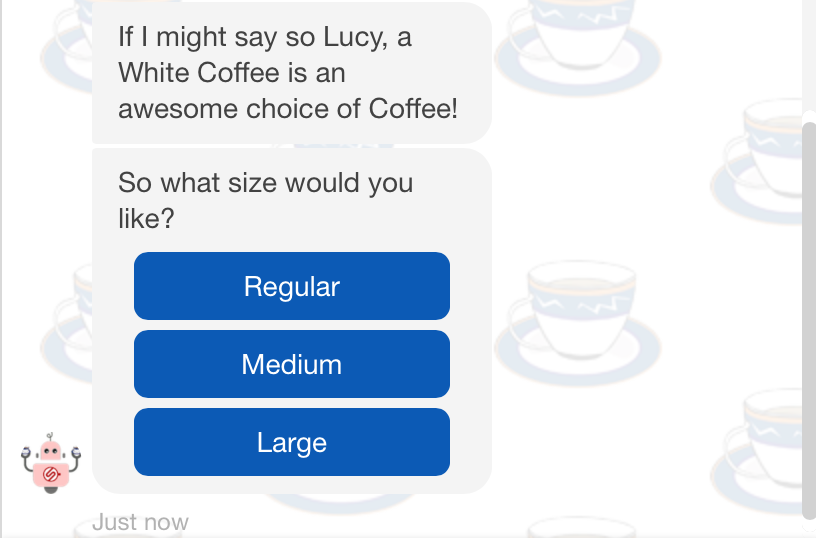 If I might say so Lucy, a
White Coffee is an
awesome choice of Coffee!
So what size would you
like?
Regular
Medium
Large
Just now